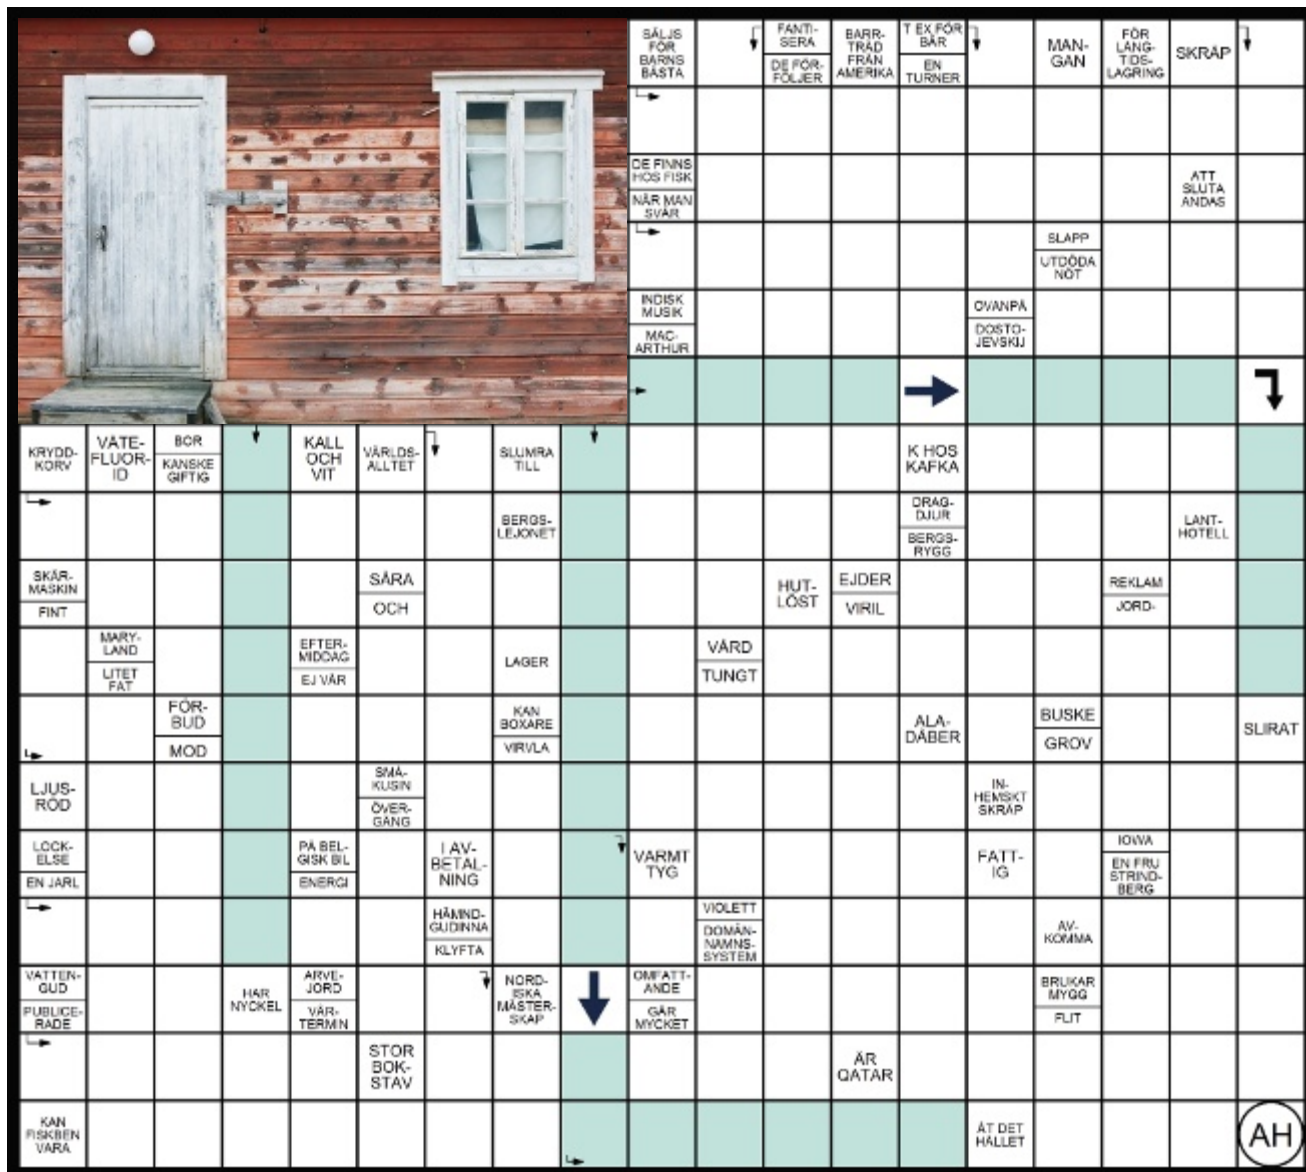 SÄLJS
FÖR
BARNS
BÄSTA
FANTI-
SERA
DE FÖR-
FÖLJER
BARR-
TRÄD
FRÅN
AMERIKA
T EX FÖR
BÄR
EN
TURNER
MAN-
GAN
FÖR
LÅNG-
TIDS-
LAGRING
SKRÄP
DE FINNS
HOS FISK
NÄR MAN
SVÄR
ATT
SLUTA
ANDAS
SLAPP
UTDÖDA
NÖT
INDISK
MUSIK
MAC-
ARTHUR
OVANPÅ
DOSTO-
JEVSKIJ
KRYDD-
KORV
VÄTE-
FLUOR-
ID
BOR
KANSKE
GIFTIG
KALL
OCH
VIT
VÄRLDS-
ALLTET
SLUMRA
TILL
K HOS
KAFKA
BERGS-
LEJONET
DRAG-
DJUR
BERGS-
RYGG
LANT-
HOTELL
SKÄR-
MASKIN
FINT
SÅRA
OCH
HUT-
LÖST
EJDER
VIRIL
REKLAM
JORD-
MARY-
LAND
LITET
FAT
EFTER-
MIDDAG
EJ VÅR
LAGER
VÄRD
TUNGT
FÖR-
BUD
MOD
KAN
BOXARE
VIRVLA
ALA-
DÅBER
BUSKE
GROV
SLIRAT
LJUS-
RÖD
SMÅ-
KUSIN
ÖVER-
GÅNG
IN-
HEMSKT
SKRÄP
LOCK-
ELSE
EN JARL
PÅ BEL-
GISK BIL
ENERGI
I AV-
BETAL-
NING
VARMT
TYG
FATT-
IG
IOWA
EN FRU
STRIND-
BERG
HÄMND-
GUDINNA
KLYFTA
VIOLETT
DOMÄN-
NAMNS-
SYSTEM
AV-
KOMMA
VATTEN-
GUD
PUBLICE-
RADE
HAR
NYCKEL
ÄRVE-
JORD
VÅR-
TERMIN
NORD-
ISKA
MÄSTER-
SKAP
OMFATT-
ANDE
GÅR
MYCKET
BRUKAR
MYGG
FLIT
STOR
BOK-
STAV
ÄR
QATAR
KAN
FISKBEN
VARA
ÅT DET
HÅLLET
AH